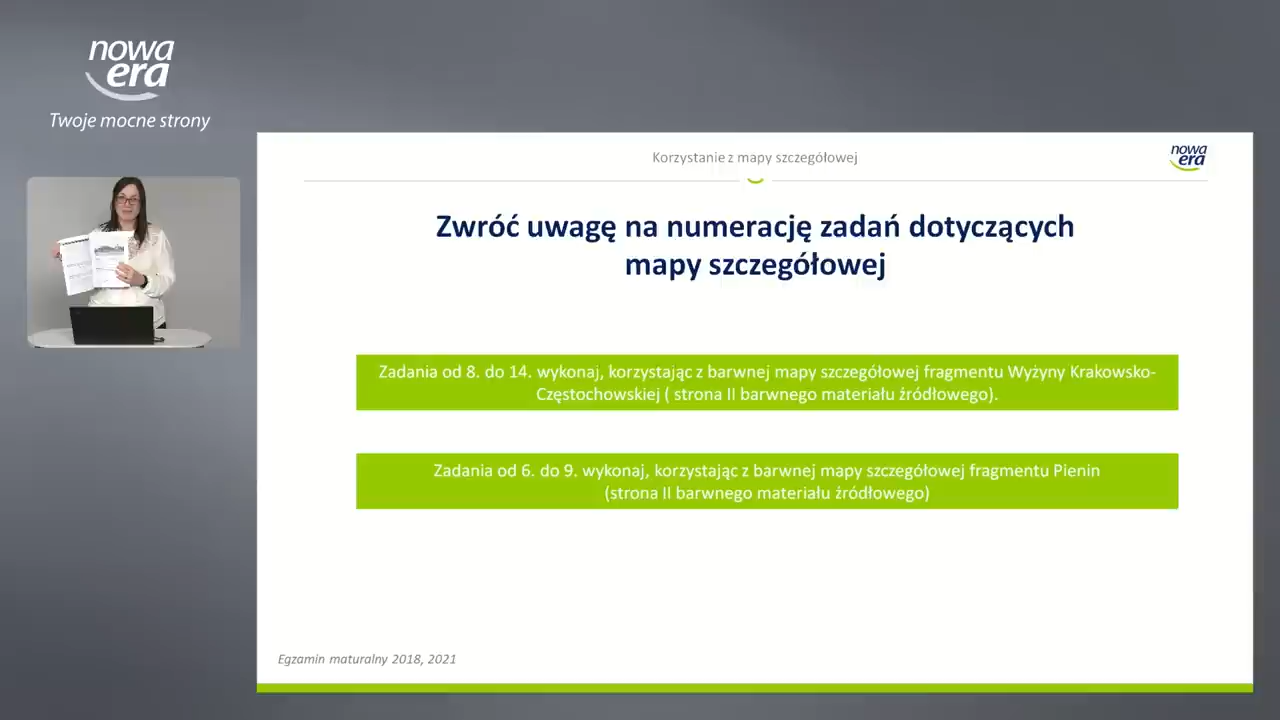 nowa
era
Twoje mocne strony
Korzystanie z mapy szczegółowej
nowa
era
Zwróć uwagę na numerację zadań dotyczących
mapy szczegółowej
Zadania od 8. do 14. wykonaj, korzystając z barwnej mapy szczegółowej fragmentu Wyżyny Krakowsko-
Częstochowskiej ( strona II barwnego materiału źródłowego).
Zadania od 6. do 9. wykonaj, korzystając z barwnej mapy szczegółowej fragmentu Pienin
(strona II barwnego materiału źródłowego)
Egzamin maturalny 2018, 2021